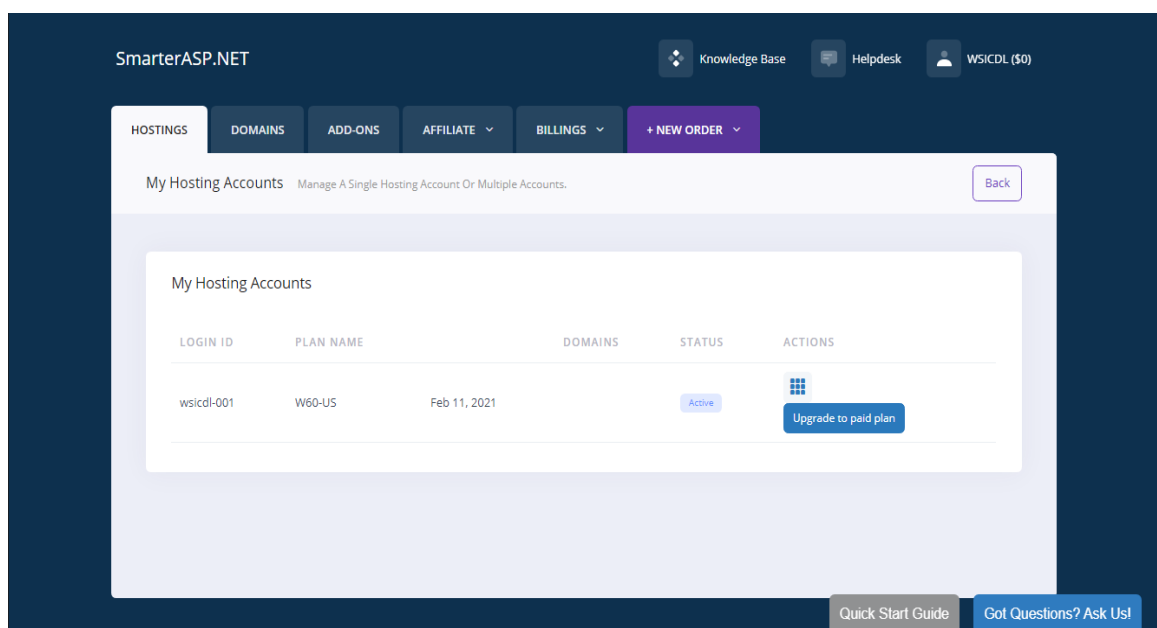 SmarterASP.NET
Knowledge Base
Helpdesk
WSICDL ($0)
HOSTINGS
DOMAINS
ADD-ONS
AFFILIATE
BILLINGS
+ NEW ORDER
My Hosting Accounts
Manage A Single Hosting Account Or Multiple Accounts.
Back
My Hosting Accounts
LOGIN ID
PLAN NAME
DOMAINS
STATUS
ACTIONS
wsicdl-001
W60-US
Feb 11, 2021
Active
Upgrade to paid plan
Quick Start Guide
Got Questions? Ask Us!